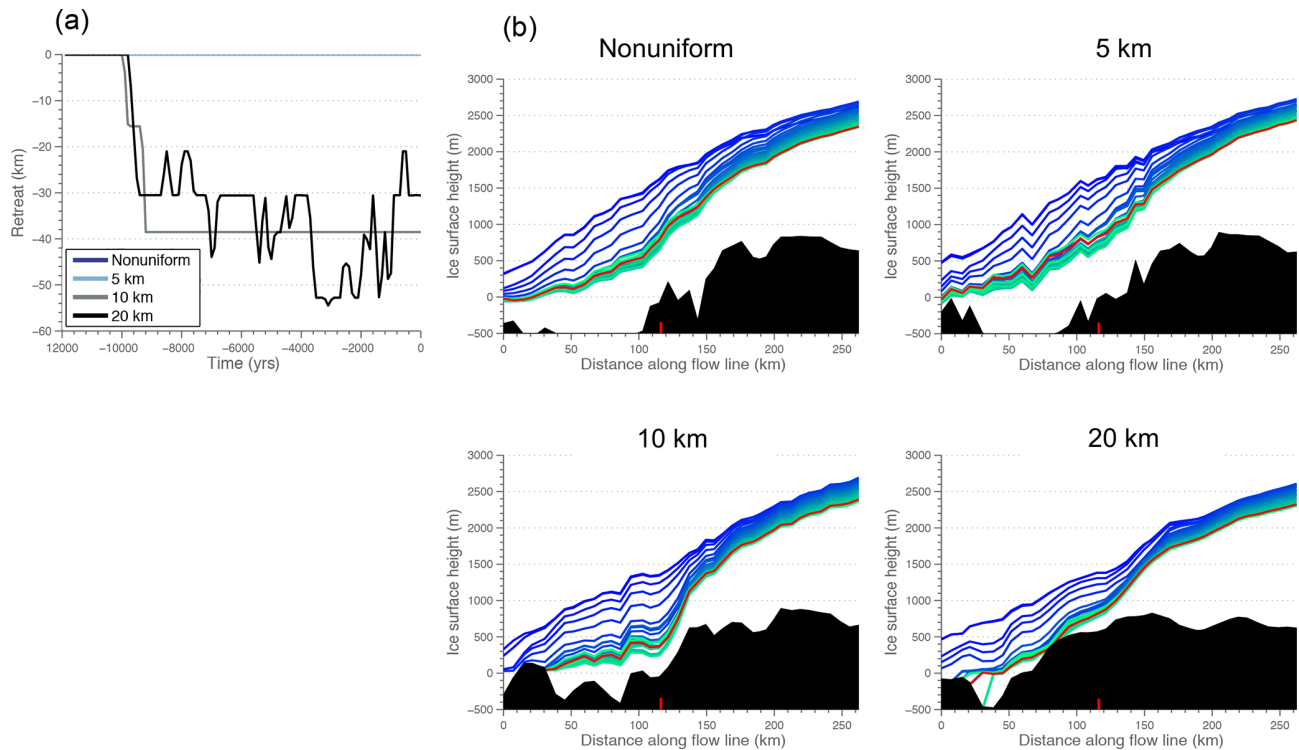 (a)
0
−10
−20
−30
−40
−50
−60
Retreat (km)
Nonuniform
5 km
10 km
20 km
12000 −10000 −8000 −6000 −4000 −2000 0
Time (yrs)
(b)
Nonuniform
3000
2500
2000
1500
1000
500
0
−500
Ice surface height (m)
0 50 100 150 200 250
Distance along flow line (km)
5 km
3000
2500
2000
1500
1000
500
0
−500
Ice surface height (m)
0 50 100 150 200 250
Distance along flow line (km)
10 km
3000
2500
2000
1500
1000
500
0
−500
Ice surface height (m)
0 50 100 150 200 250
Distance along flow line (km)
20 km
3000
2500
2000
1500
1000
500
0
−500
Ice surface height (m)
0 50 100 150 200 250
Distance along flow line (km)